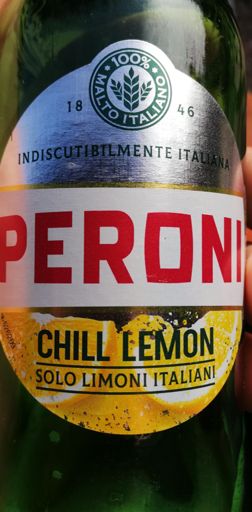 100%
MALTO ITALIANO
18 46
INDISCUTIBILMENTE ITALIANA
PERONI
CHILL LEMON
SOLO LIMONI ITALIANI